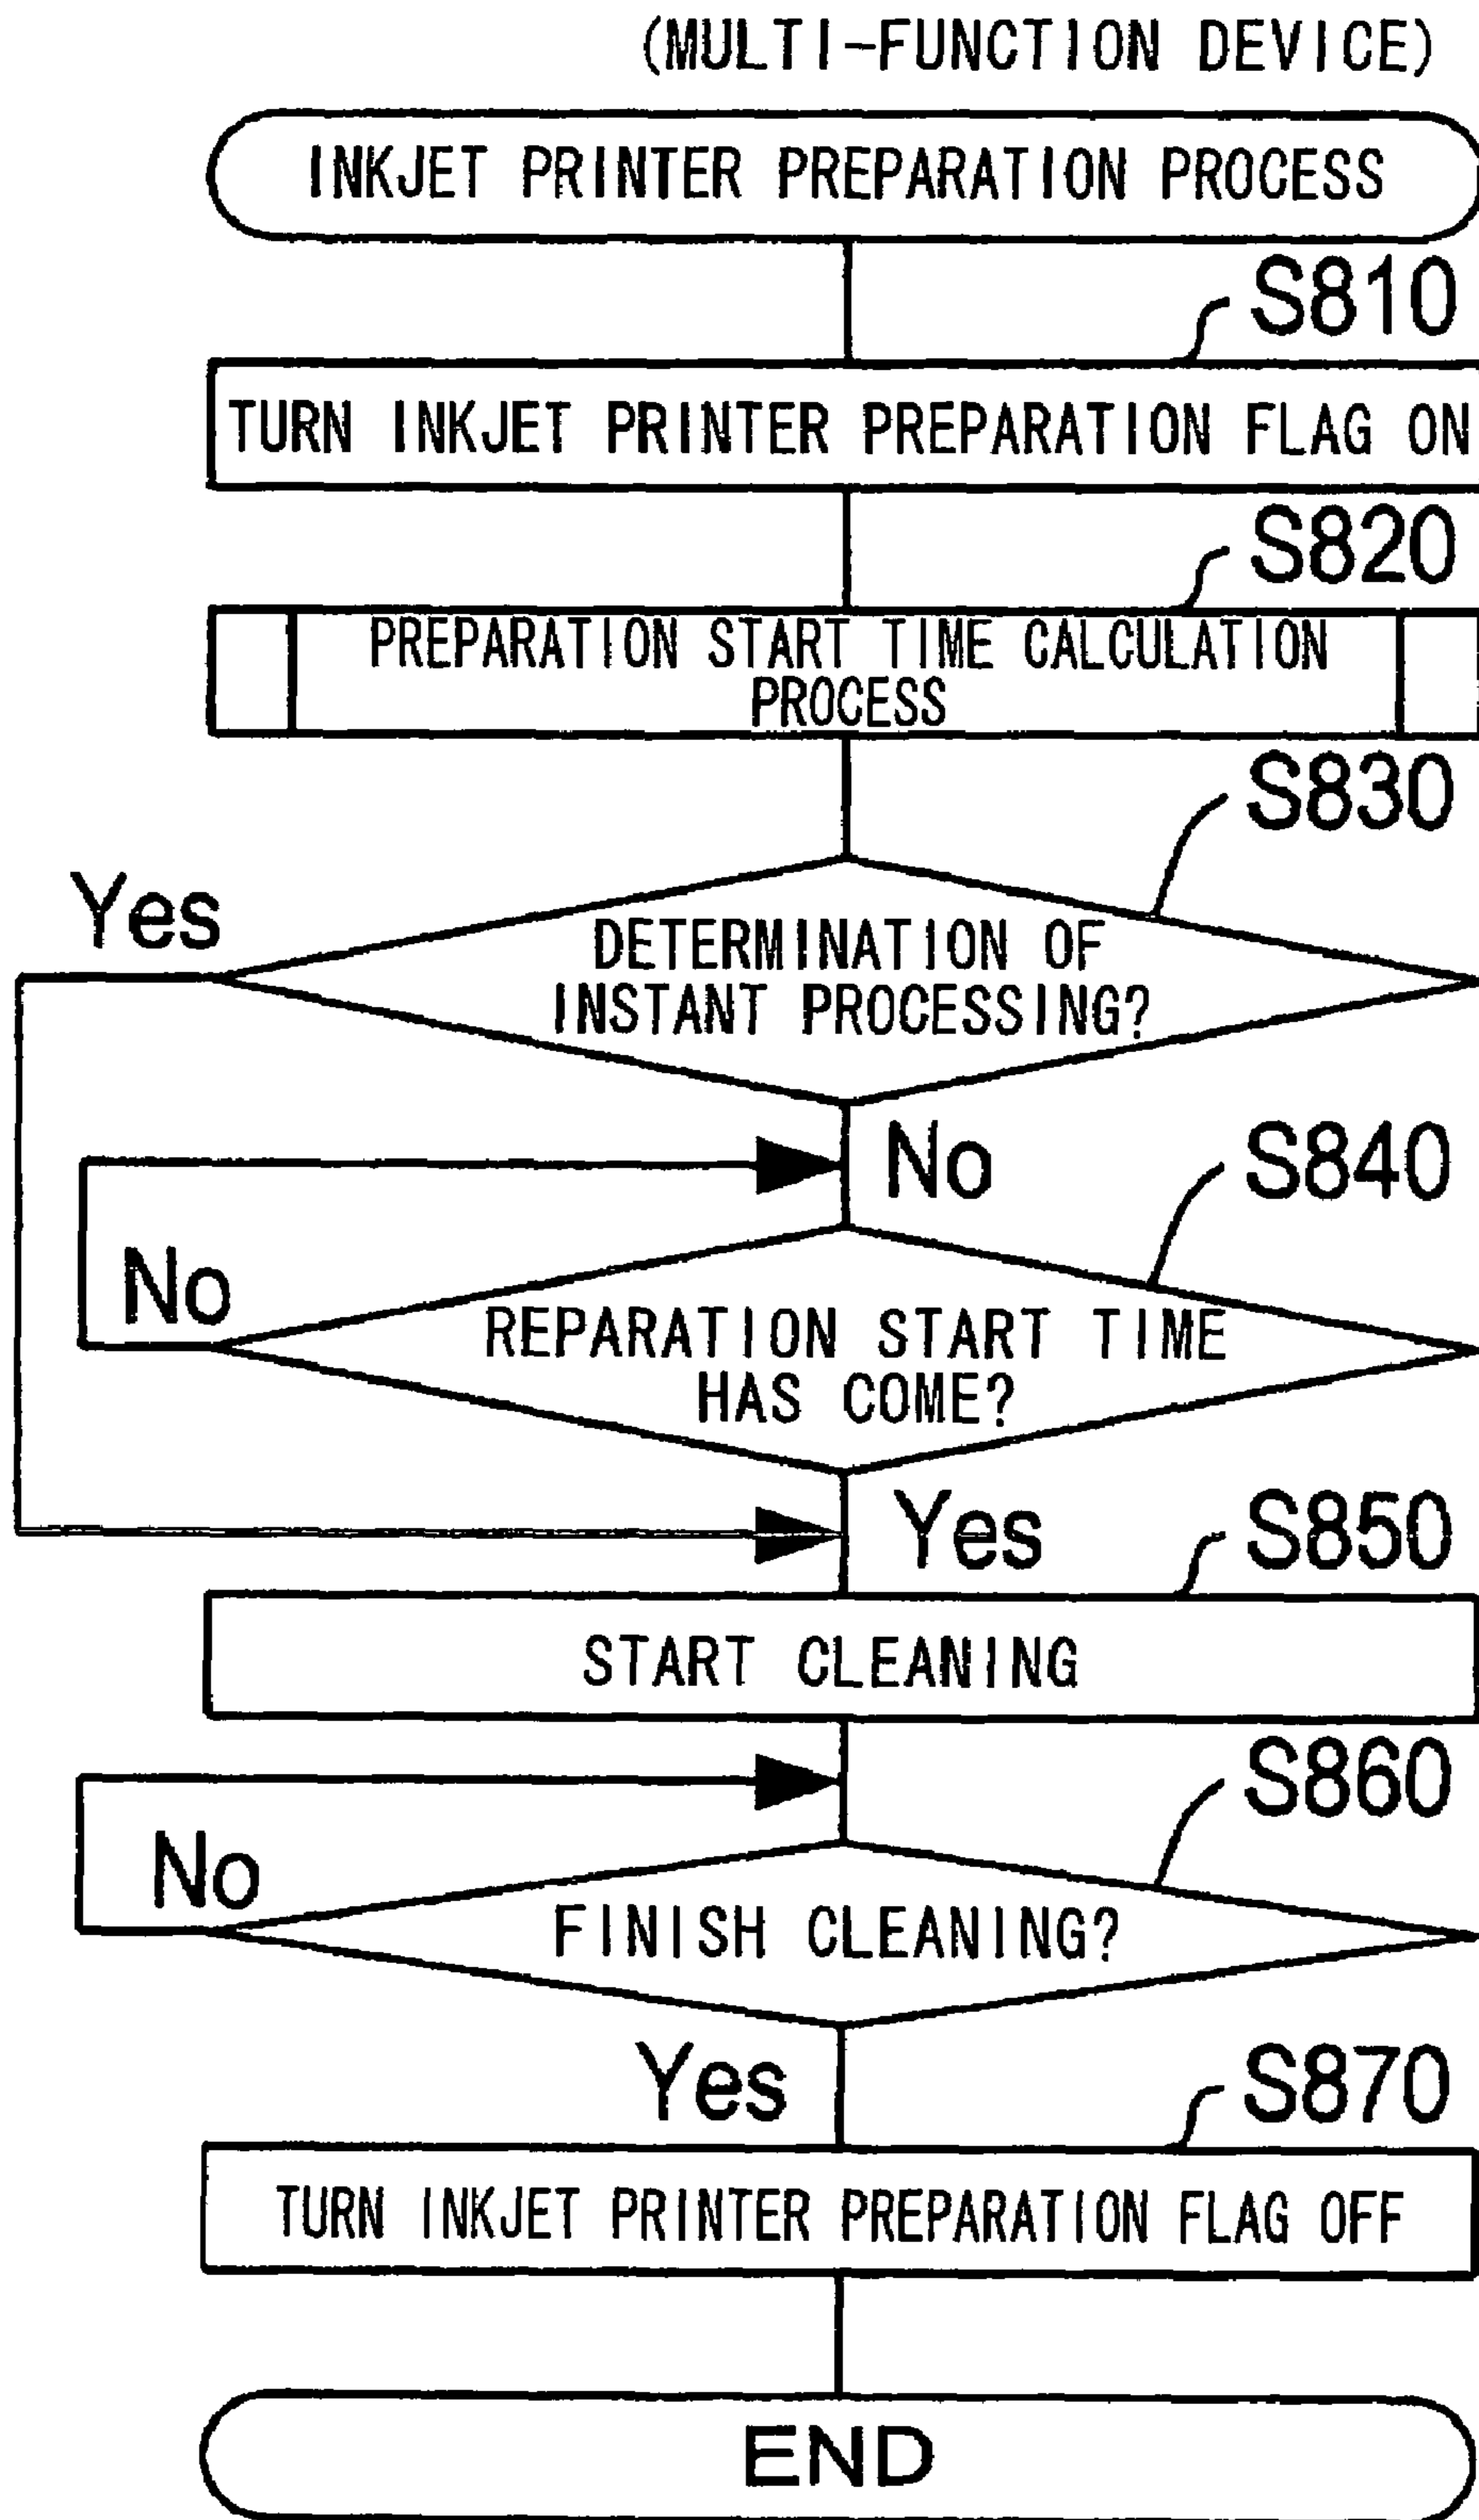 (MULTI-FUNCTION DEVICE)
INKJET PRINTER PREPARATION PROCESS
S810
TURN INKJET PRINTER PREPARATION FLAG ON
S820
PREPARATION START TIME CALCULATION
PROCESS
S830
Yes
DETERMINATION OF
INSTANT PROCESSING?
No
S840
No
REPARATION START TIME
HAS COME?
Yes
S850
START CLEANING
S860
No
FINISH CLEANING?
Yes
S870
TURN INKJET PRINTER PREPARATION FLAG OFF
END